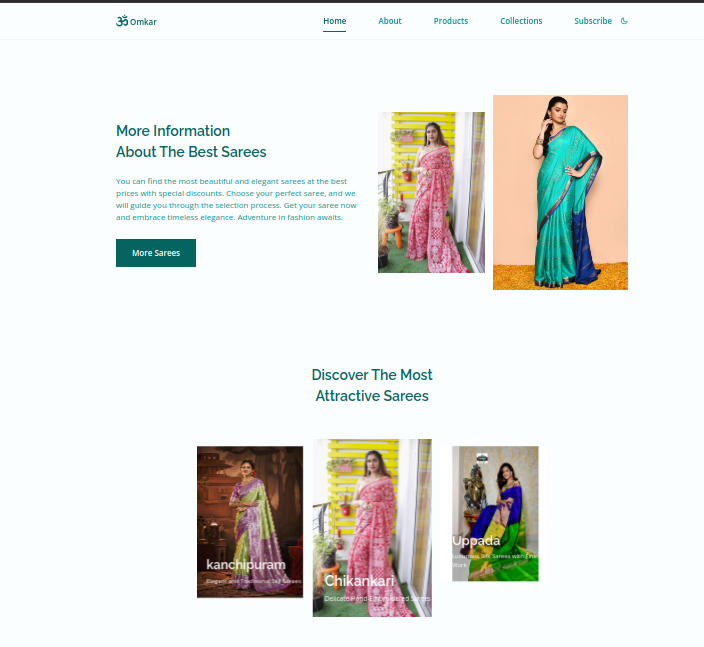 ॐ Omkar
Home About Products Collections Subscribe
More Information
About The Best Sarees
You can find the most beautiful and elegant sarees at the best
prices with special discounts. Choose your perfect saree, and we
will guide you through the selection process. Get your saree now
and embrace timeless elegance. Adventure in fashion awaits.
More Sarees
Discover The Most
Attractive Sarees
kanchipuram
Elegant and Traditional Silk Sarees
Chikankari
Delicate Hand-Embroidered Sarees
Uppada
Luxurious Silk Sarees with Fine
Work